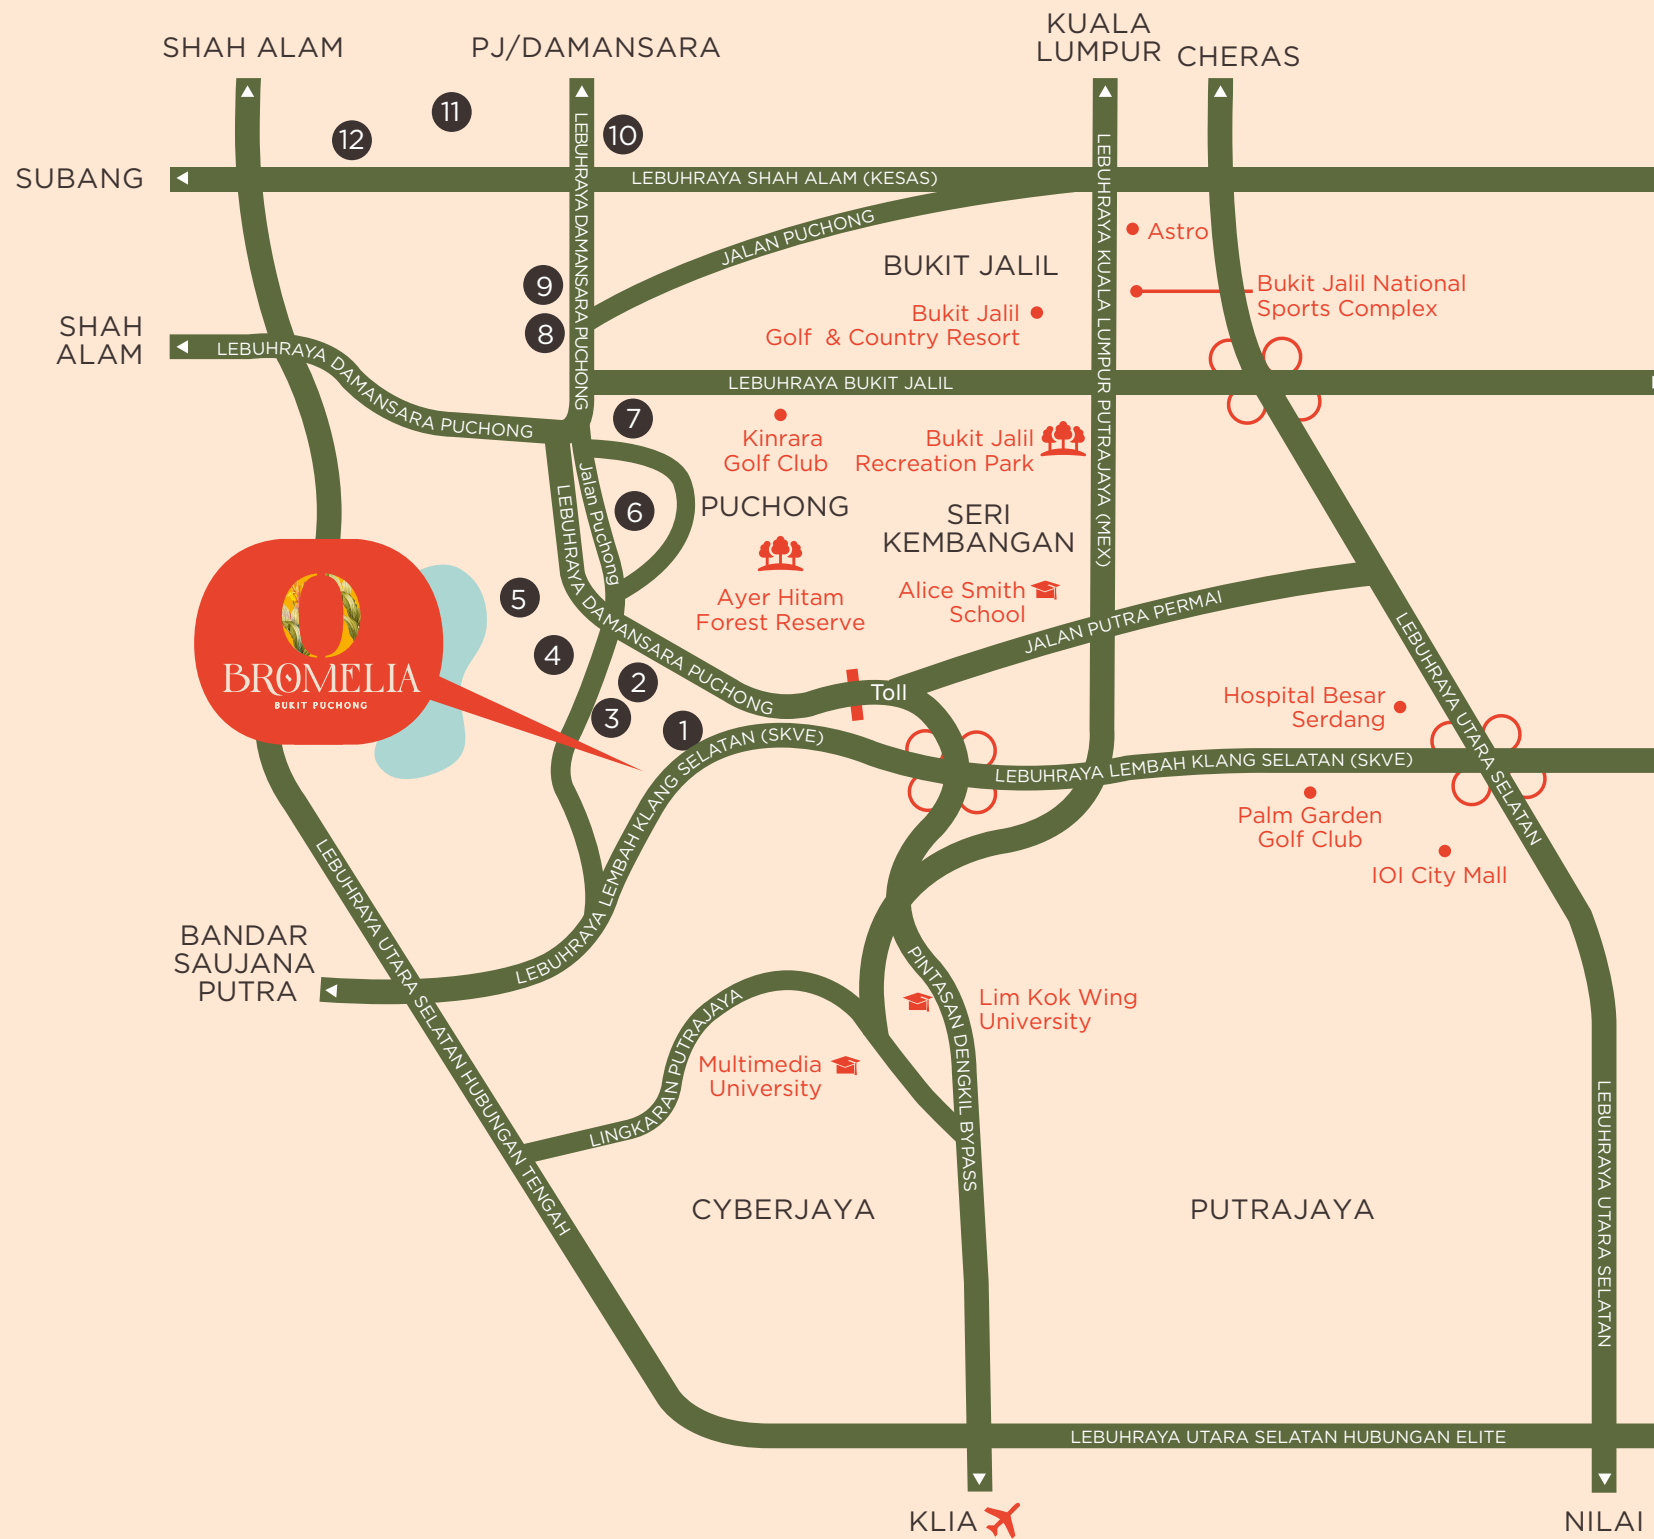 KUALA
LUMPUR
SHAH ALAM
PJ/DAMANSARA
CHERAS
11
12
10
SUBANG
LEBUHRAYA SHAH ALAM (KESAS)
LEBUHRAYA DAMANSARA PUCHONG
LEBUHRAYA KUALA LUMPUR PUTRAJAYA (MEX)
JALAN PUCHONG
Astro
BUKIT JALIL
9
8
Bukit Jalil National
Sports Complex
Bukit Jalil
Golf & Country Resort
SHAH
ALAM
LEBUHRAYA DAMANSARA PUCHONG
LEBUHRAYA BUKIT JALIL
7
Kinrara
Golf Club
Bukit Jalil
Recreation Park
Jalan Puchong
LEBUHRAYA DAMANSARA PUCHONG
6
PUCHONG
SERI
KEMBANGAN
Ayer Hitam
Forest Reserve
Alice Smith
School
5
4
2
3
1
BROMELIA
BUKIT PUCHONG
JALAN PUTRA PERMAI
Toll
LEBUHRAYA UTARA SELATAN
Hospital Besar
Serdang
LEBUHRAYA LEMBAH KLANG SELATAN (SKVE)
LEBUHRAYA LEMBAH KLANG SELATAN (SKVE)
Palm Garden
Golf Club
IOI City Mall
LEBUHRAYA UTARA SELATAN HUBUNGAN TENGAH
BANDAR
SAUJANA
PUTRA
PINTASAN DENGKIL BYPASS
Lim Kok Wing
University
LINGKARAN PUTRAJAYA
Multimedia
University
LEBUHRAYA UTARA SELATAN
CYBERJAYA
PUTRAJAYA
LEBUHRAYA UTARA SELATAN HUBUNGAN ELITE
KLIA
NILAI